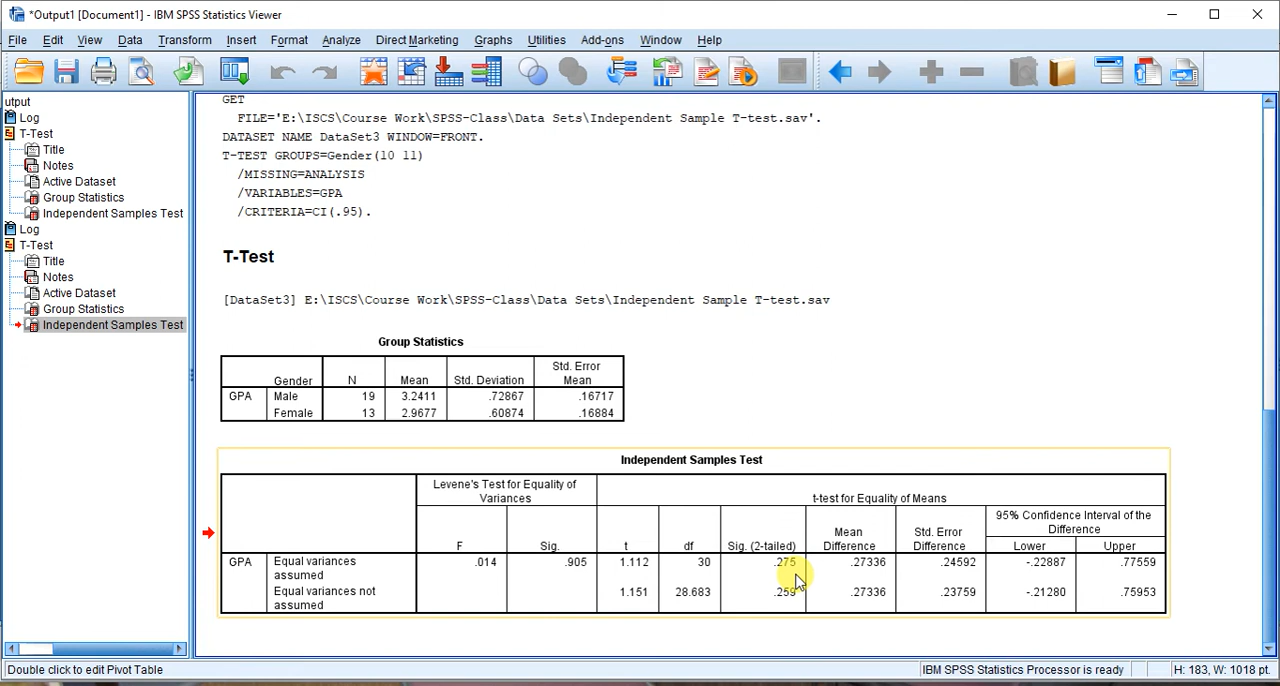 *Output1 [Document1] - IBM SPSS Statistics Viewer
File Edit View Data Transform Insert Format Analyze Direct Marketing Graphs Utilities Add-ons Window Help
utput
Log
T-Test
Title
Notes
Active Dataset
Group Statistics
Independent Samples Test
Log
T-Test
Title
Notes
Active Dataset
Group Statistics
Independent Samples Test
GET
FILE='E:\ISCS\Course Work\SPSS-Class\Data Sets\Independent Sample T-test.sav'.
DATASET NAME DataSet3 WINDOW=FRONT.
T-TEST GROUPS=Gender(10 11)
/MISSING=ANALYSIS
/VARIABLES=GPA
/CRITERIA=CI(.95).
T-Test
[DataSet3] E:\ISCS\Course Work\SPSS-Class\Data Sets\Independent Sample T-test.sav
Group Statistics
Std. Error
Gender N Mean Std. Deviation Mean
GPA Male 19 3.2411 .72867 .16717
Female 13 2.9677 .60874 .16884
Independent Samples Test
Levene's Test for Equality of
Variances
t-test for Equality of Means
95% Confidence Interval of the
Difference
Mean Std. Error
F Sig. t df Sig. (2-tailed) Difference Difference Lower Upper
GPA Equal variances .014 .905 1.112 30 .275 .27336 .24592 -.22887 .77559
assumed
Equal variances not 1.151 28.683 .259 .27336 .23759 -.21280 .75953
assumed
Double click to edit Pivot Table
IBM SPSS Statistics Processor is ready
H: 183, W: 1018 pt.